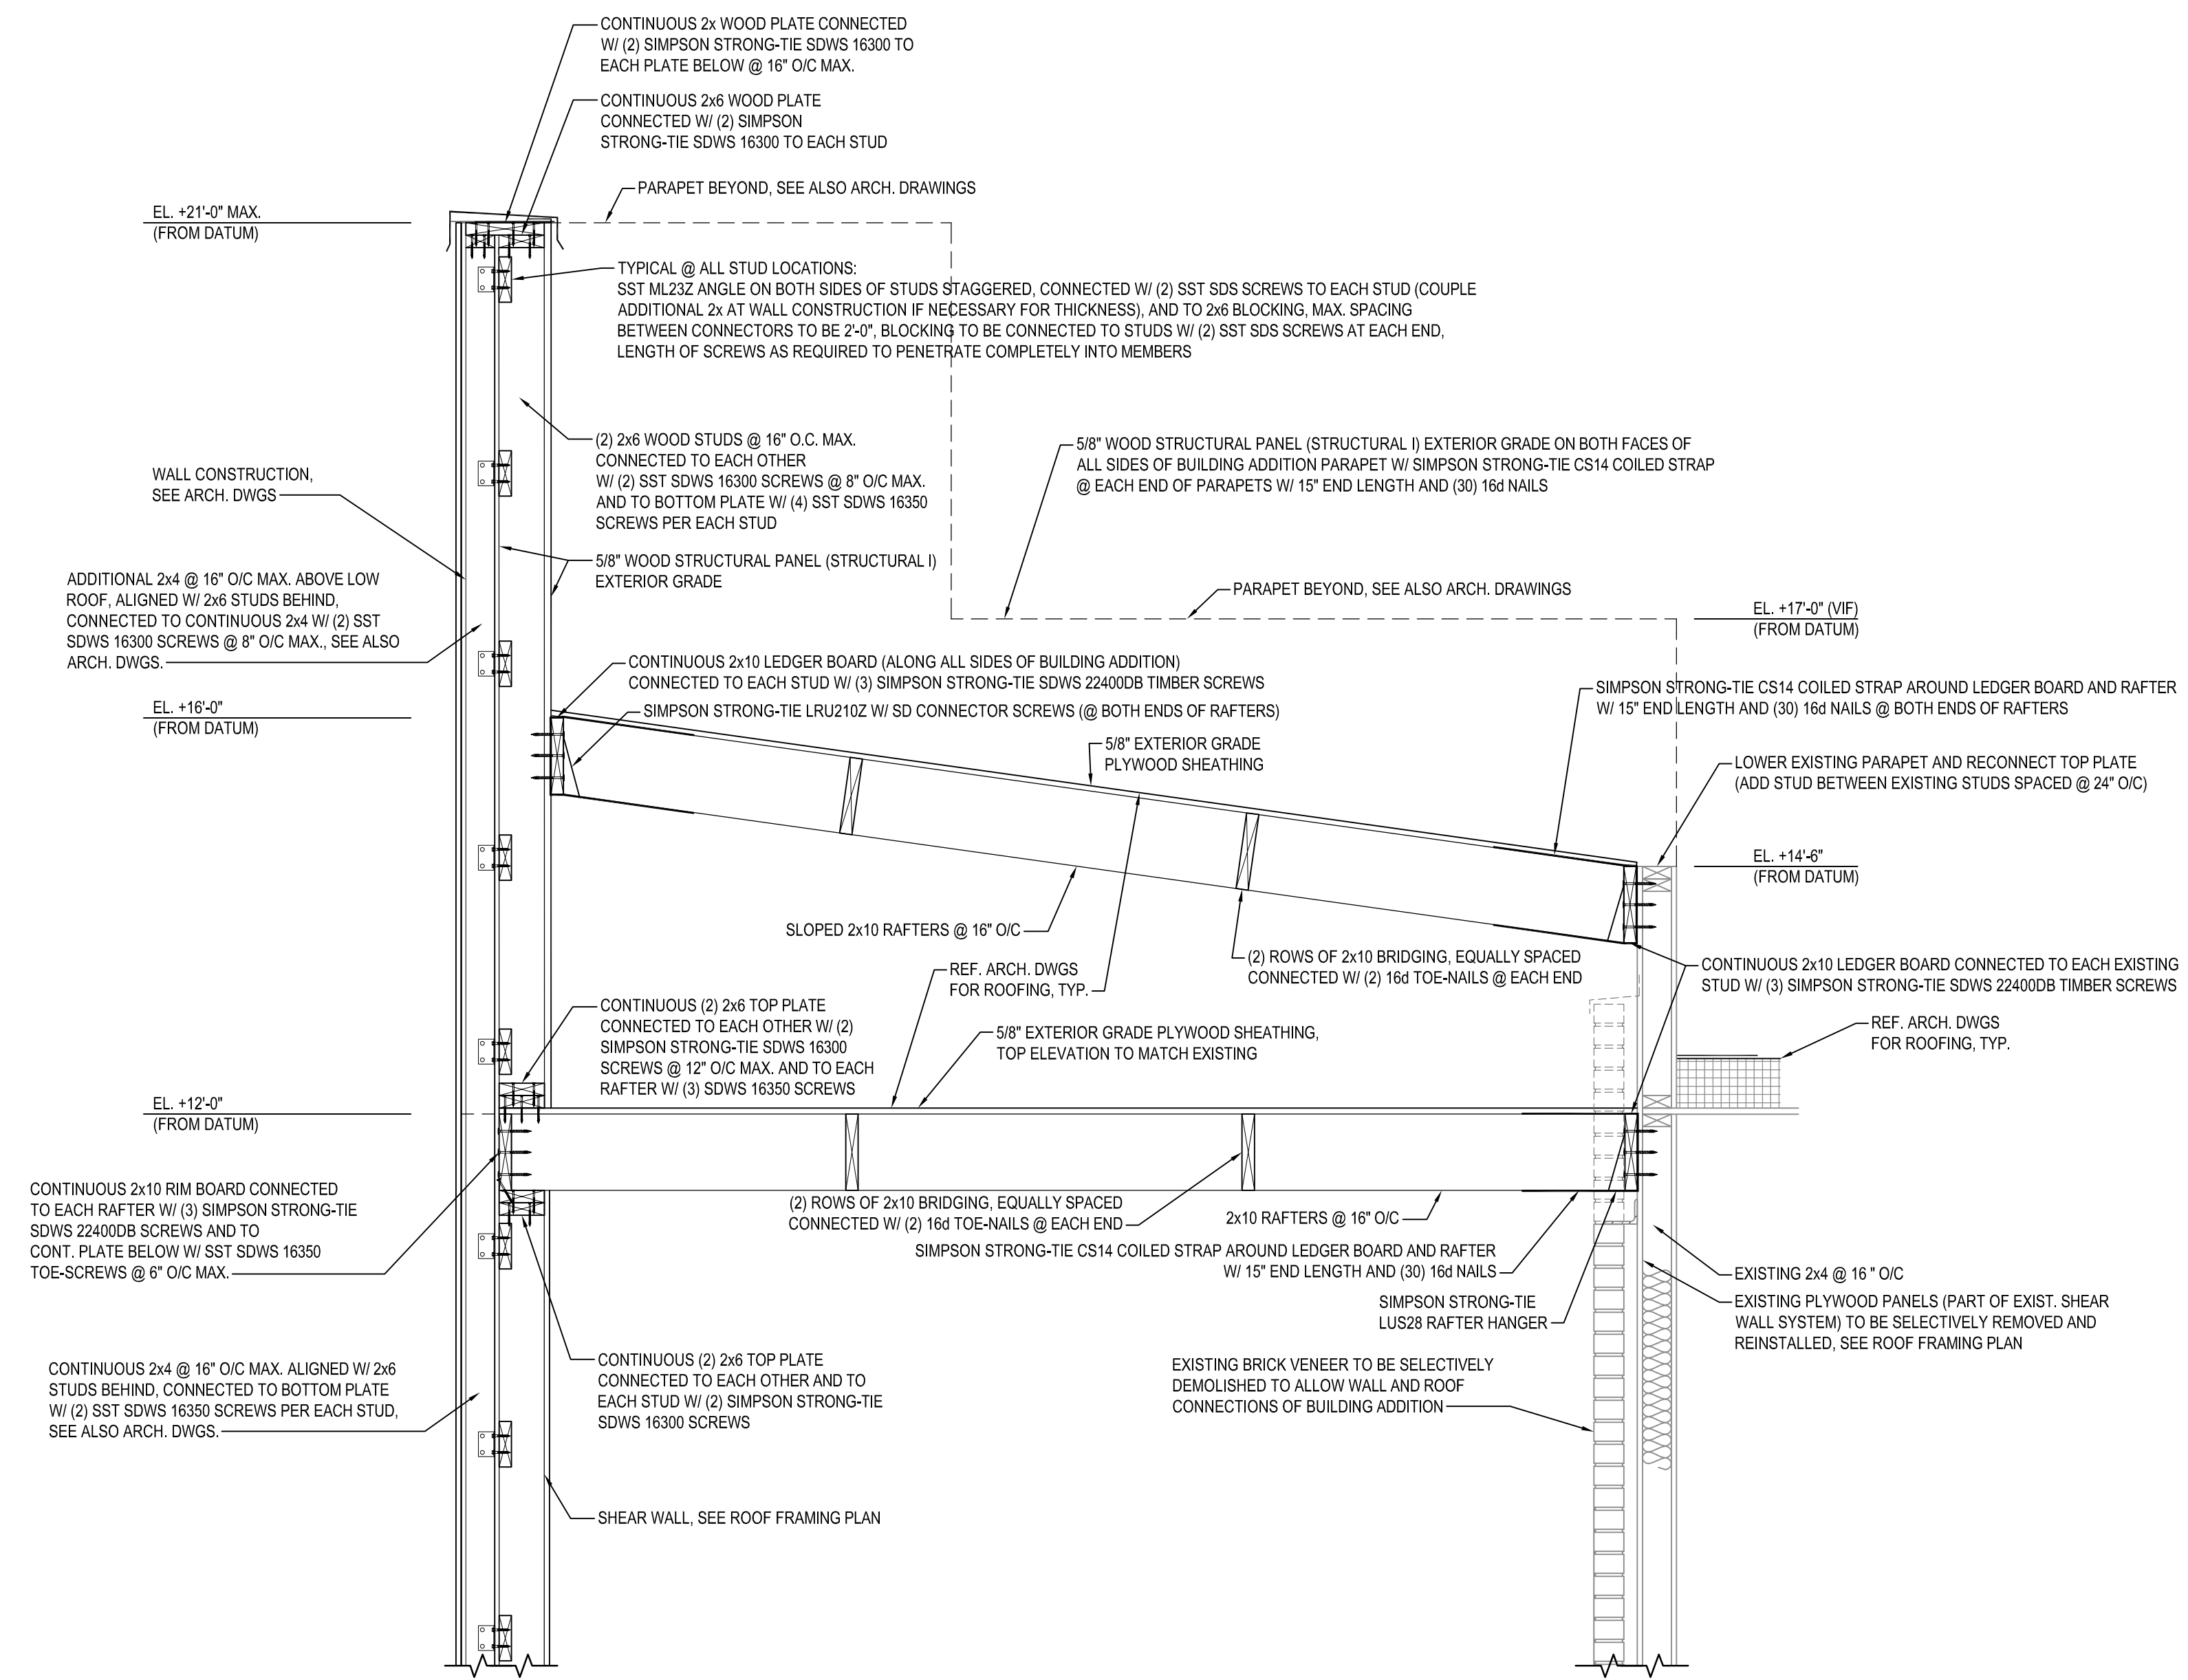 CONTINUOUS 2x WOOD PLATE CONNECTED
W/ (2) SIMPSON STRONG-TIE SDWS 16300 TO
EACH PLATE BELOW @ 16" O/C MAX.
CONTINUOUS 2x6 WOOD PLATE
CONNECTED W/ (2) SIMPSON
STRONG-TIE SDWS 16300 TO EACH STUD
PARAPET BEYOND, SEE ALSO ARCH. DRAWINGS
EL. +21'-0" MAX.
(FROM DATUM)
TYPICAL @ ALL STUD LOCATIONS:
SST ML23Z ANGLE ON BOTH SIDES OF STUDS STAGGERED, CONNECTED W/ (2) SST SDS SCREWS TO EACH STUD (COUPLE
ADDITIONAL 2x AT WALL CONSTRUCTION IF NECESSARY FOR THICKNESS), AND TO 2x6 BLOCKING, MAX. SPACING
BETWEEN CONNECTORS TO BE 2'-0", BLOCKING TO BE CONNECTED TO STUDS W/ (2) SST SDS SCREWS AT EACH END,
LENGTH OF SCREWS AS REQUIRED TO PENETRATE COMPLETELY INTO MEMBERS
(2) 2x6 WOOD STUDS @ 16" O.C. MAX.
CONNECTED TO EACH OTHER
W/ (2) SST SDWS 16300 SCREWS @ 8" O/C MAX.
AND TO BOTTOM PLATE W/ (4) SST SDWS 16350
SCREWS PER EACH STUD
5/8" WOOD STRUCTURAL PANEL (STRUCTURAL I) EXTERIOR GRADE ON BOTH FACES OF
ALL SIDES OF BUILDING ADDITION PARAPET W/ SIMPSON STRONG-TIE CS14 COILED STRAP
@ EACH END OF PARAPETS W/ 15" END LENGTH AND (30) 16d NAILS
WALL CONSTRUCTION,
SEE ARCH. DWGS
5/8" WOOD STRUCTURAL PANEL (STRUCTURAL I)
EXTERIOR GRADE
ADDITIONAL 2x4 @ 16" O/C MAX. ABOVE LOW
ROOF, ALIGNED W/ 2x6 STUDS BEHIND,
CONNECTED TO CONTINUOUS 2x4 W/ (2) SST
SDWS 16300 SCREWS @ 8" O/C MAX., SEE ALSO
ARCH. DWGS.
PARAPET BEYOND, SEE ALSO ARCH. DRAWINGS
EL. +17'-0" (VIF)
(FROM DATUM)
CONTINUOUS 2x10 LEDGER BOARD (ALONG ALL SIDES OF BUILDING ADDITION)
CONNECTED TO EACH STUD W/ (3) SIMPSON STRONG-TIE SDWS 22400DB TIMBER SCREWS
SIMPSON STRONG-TIE CS14 COILED STRAP AROUND LEDGER BOARD AND RAFTER
W/ 15" END LENGTH AND (30) 16d NAILS @ BOTH ENDS OF RAFTERS
EL. +16'-0"
(FROM DATUM)
SIMPSON STRONG-TIE LRU210Z W/ SD CONNECTOR SCREWS (@ BOTH ENDS OF RAFTERS)
5/8" EXTERIOR GRADE
PLYWOOD SHEATHING
LOWER EXISTING PARAPET AND RECONNECT TOP PLATE
(ADD STUD BETWEEN EXISTING STUDS SPACED @ 24" O/C)
EL. +14'-6"
(FROM DATUM)
SLOPED 2x10 RAFTERS @ 16" O/C
(2) ROWS OF 2x10 BRIDGING, EQUALLY SPACED
CONNECTED W/ (2) 16d TOE-NAILS @ EACH END
REF. ARCH. DWGS
FOR ROOFING, TYP.
CONTINUOUS 2x10 LEDGER BOARD CONNECTED TO EACH EXISTING
STUD W/ (3) SIMPSON STRONG-TIE SDWS 22400DB TIMBER SCREWS
CONTINUOUS (2) 2x6 TOP PLATE
CONNECTED TO EACH OTHER W/ (2)
SIMPSON STRONG-TIE SDWS 16300
SCREWS @ 12" O/C MAX. AND TO EACH
RAFTER W/ (3) SDWS 16350 SCREWS
5/8" EXTERIOR GRADE PLYWOOD SHEATHING,
TOP ELEVATION TO MATCH EXISTING
REF. ARCH. DWGS
FOR ROOFING, TYP.
EL. +12'-0"
(FROM DATUM)
CONTINUOUS 2x10 RIM BOARD CONNECTED
TO EACH RAFTER W/ (3) SIMPSON STRONG-TIE
SDWS 22400DB SCREWS AND TO
CONT. PLATE BELOW W/ SST SDWS 16350
TOE-SCREWS @ 6" O/C MAX.
(2) ROWS OF 2x10 BRIDGING, EQUALLY SPACED
CONNECTED W/ (2) 16d TOE-NAILS @ EACH END
2x10 RAFTERS @ 16" O/C
SIMPSON STRONG-TIE CS14 COILED STRAP AROUND LEDGER BOARD AND RAFTER
W/ 15" END LENGTH AND (30) 16d NAILS
SIMPSON STRONG-TIE
LUS28 RAFTER HANGER
EXISTING 2x4 @ 16 " O/C
EXISTING PLYWOOD PANELS (PART OF EXIST. SHEAR
WALL SYSTEM) TO BE SELECTIVELY REMOVED AND
REINSTALLED, SEE ROOF FRAMING PLAN
CONTINUOUS 2x4 @ 16" O/C MAX. ALIGNED W/ 2x6
STUDS BEHIND, CONNECTED TO BOTTOM PLATE
W/ (2) SST SDWS 16350 SCREWS PER EACH STUD,
SEE ALSO ARCH. DWGS.
CONTINUOUS (2) 2x6 TOP PLATE
CONNECTED TO EACH OTHER AND TO
EACH STUD W/ (2) SIMPSON STRONG-TIE
SDWS 16300 SCREWS
EXISTING BRICK VENEER TO BE SELECTIVELY
DEMOLISHED TO ALLOW WALL AND ROOF
CONNECTIONS OF BUILDING ADDITION
SHEAR WALL, SEE ROOF FRAMING PLAN